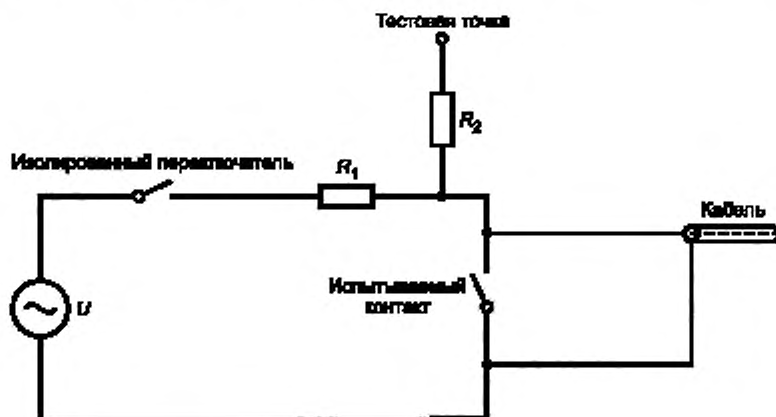 Тестовая точка
R₂
Изолированный переключатель
R₁
Кабель
Испытываемый
контакт
U